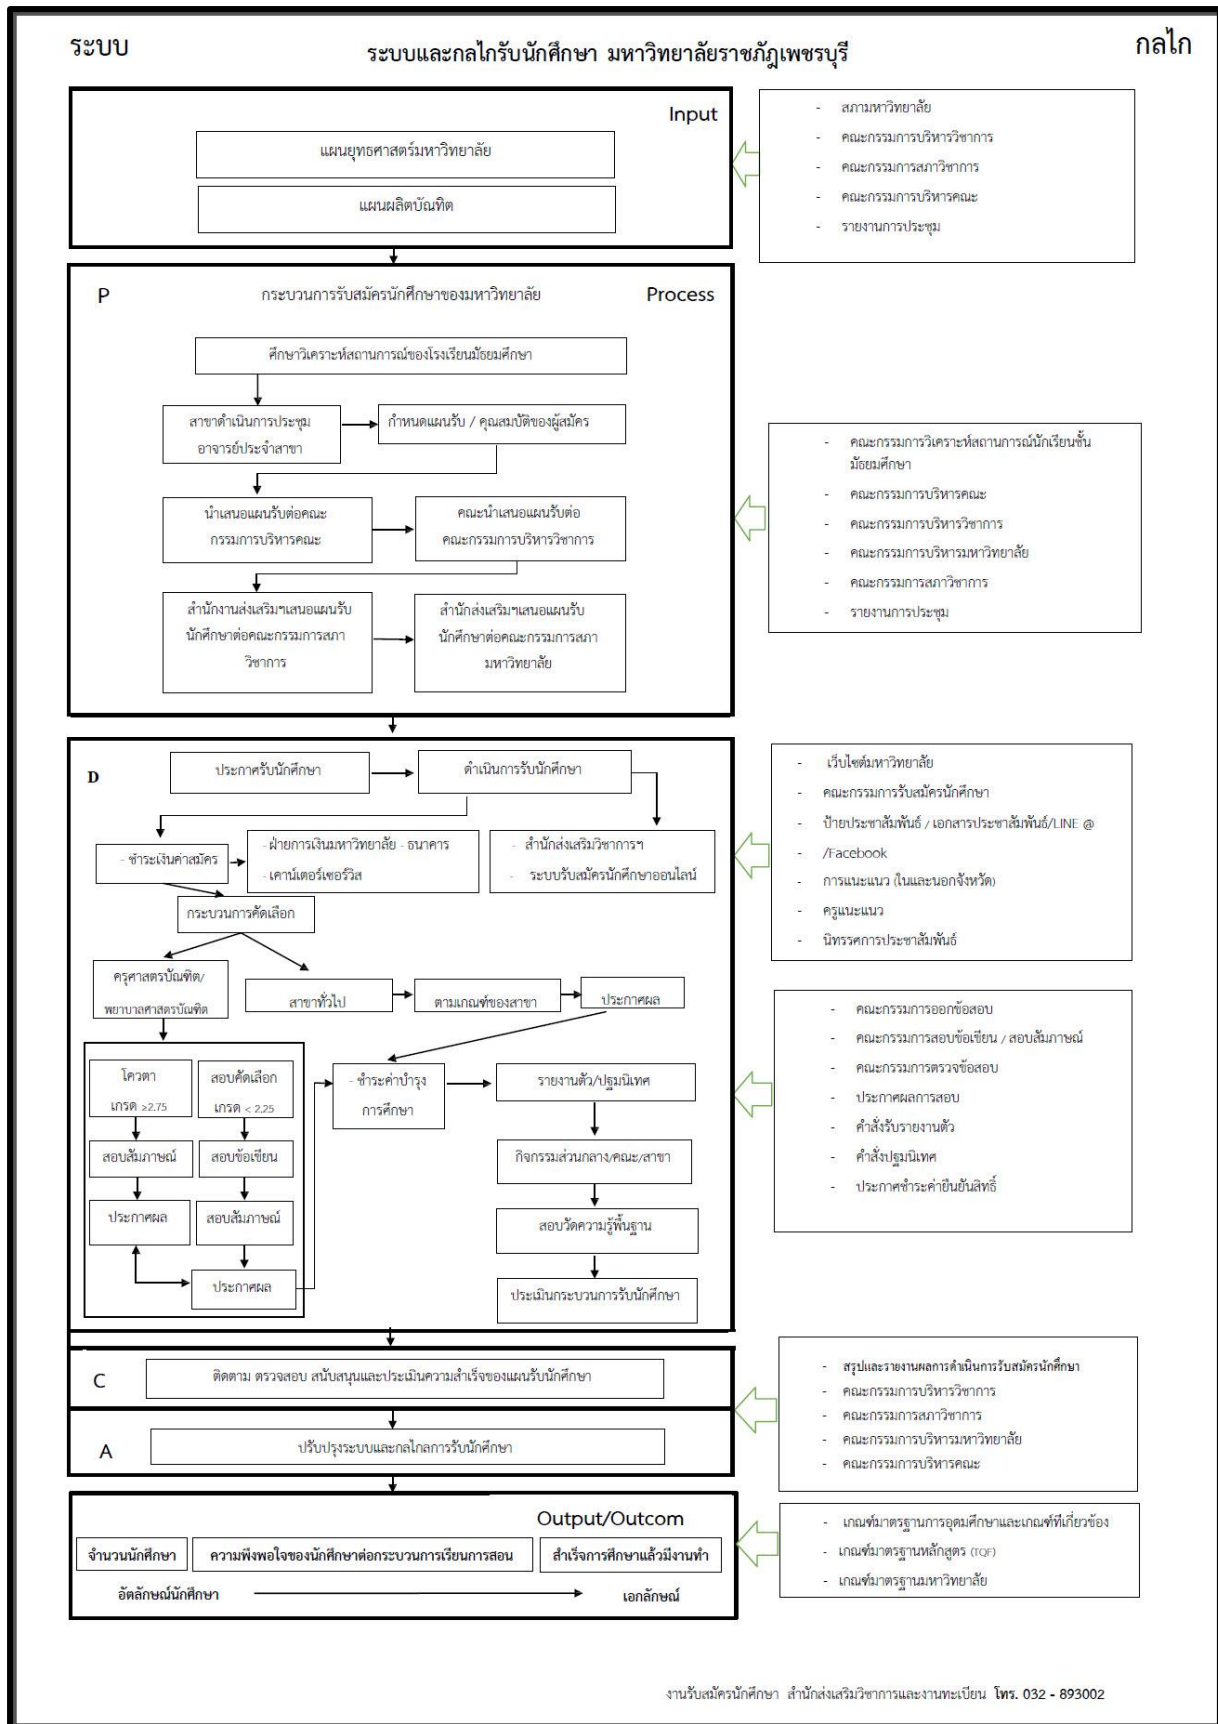 ระบบ
ระบบและกลไกรับนักศึกษา มหาวิทยาลัยราชภัฎเพชรบุรี
กลไก
Input
แผนยุทธศาสตร์มหาวิทยาลัย
แผนผลิตบัณฑิต
- สภามหาวิทยาลัย
- คณะกรรมการบริหารวิชาการ
- คณะกรรมการสภาวิชาการ
- คณะกรรมการบริหารคณะ
- รายงานการประชุม
P
กระบวนการรับสมัครนักศึกษาของมหาวิทยาลัย
Process
ศึกษาวิเคราะห์สถานการณ์ของโรงเรียนมัธยมศึกษา
สาขาดำเนินการประชุม
อาจารย์ประจำสาขา
กำหนดแผนรับ / คุณสมบัติของผู้สมัคร
นำเสนอแผนรับต่อคณะ
กรรมการบริหารคณะ
คณะนำเสนอแผนรับต่อ
คณะกรรมการบริหารวิชาการ
สำนักงานส่งเสริมฯเสนอแผนรับ
นักศึกษาต่อคณะกรรมการสภา
วิชาการ
สำนักส่งเสริมฯเสนอแผนรับ
นักศึกษาต่อคณะกรรมการสภา
มหาวิทยาลัย
- คณะกรรมการวิเคราะห์สถานการณ์นักเรียนชั้น
มัธยมศึกษา
- คณะกรรมการบริหารคณะ
- คณะกรรมการบริหารวิชาการ
- คณะกรรมการบริหารมหาวิทยาลัย
- คณะกรรมการสภาวิชาการ
- รายงานการประชุม
D
ประกาศรับนักศึกษา
ดำเนินการรับนักศึกษา
- ชำระเงินค่าสมัคร
- ฝ่ายการเงินมหาวิทยาลัย - ธนาคาร
- เคาน์เตอร์เซอร์วิส
- สำนักส่งเสริมวิชาการฯ
- ระบบรับสมัครนักศึกษาออนไลน์
กระบวนการคัดเลือก
ครุศาสตรบัณฑิต/
พยาบาลศาสตรบัณฑิต
สาขาทั่วไป
ตามเกณฑ์ของสาขา
ประกาศผล
- เว็บไซต์มหาวิทยาลัย
- คณะกรรมการรับสมัครนักศึกษา
- ป้ายประชาสัมพันธ์ / เอกสารประชาสัมพันธ์/LINE @
- /Facebook
- การแนะแนว (ในและนอกจังหวัด)
- ครูแนะแนว
- นิทรรศการประชาสัมพันธ์
โควตา
เกรด ≥2.75
สอบคัดเลือก
เกรด < 2.25
สอบสัมภาษณ์
สอบข้อเขียน
ประกาศผล
สอบสัมภาษณ์
ประกาศผล
- ชำระค่าบำรุง
การศึกษา
รายงานตัว/ปฐมนิเทศ
กิจกรรมส่วนกลาง/คณะ/สาขา
สอบวัดความรู้พื้นฐาน
ประเมินกระบวนการรับนักศึกษา
- คณะกรรมการออกข้อสอบ
- คณะกรรมการสอบข้อเขียน / สอบสัมภาษณ์
- คณะกรรมการตรวจข้อสอบ
- ประกาศผลการสอบ
- คำสั่งรับรายงานตัว
- คำสั่งปฐมนิเทศ
- ประกาศชำระค่ายืนยันสิทธิ์
C
ติดตาม ตรวจสอบ สนับสนุนและประเมินความสำเร็จของแผนรับนักศึกษา
A
ปรับปรุงระบบและกลไกลการรับนักศึกษา
- สรุปและรายงานผลการดำเนินการรับสมัครนักศึกษา
- คณะกรรมการบริหารวิชาการ
- คณะกรรมการสภาวิชาการ
- คณะกรรมการบริหารมหาวิทยาลัย
- คณะกรรมการบริหารคณะ
Output/Outcom
จำนวนนักศึกษา
ความพึงพอใจของนักศึกษาต่อกระบวนการเรียนการสอน
สำเร็จการศึกษาแล้วมีงานทำ
อัตลักษณ์นักศึกษา
เอกลักษณ์
- เกณฑ์มาตรฐานการอุดมศึกษาและเกณฑ์ที่เกี่ยวข้อง
- เกณฑ์มาตรฐานหลักสูตร (TQF)
- เกณฑ์มาตรฐานมหาวิทยาลัย
งานรับสมัครนักศึกษา สำนักส่งเสริมวิชาการและงานทะเบียน โทร. 032 - 893002